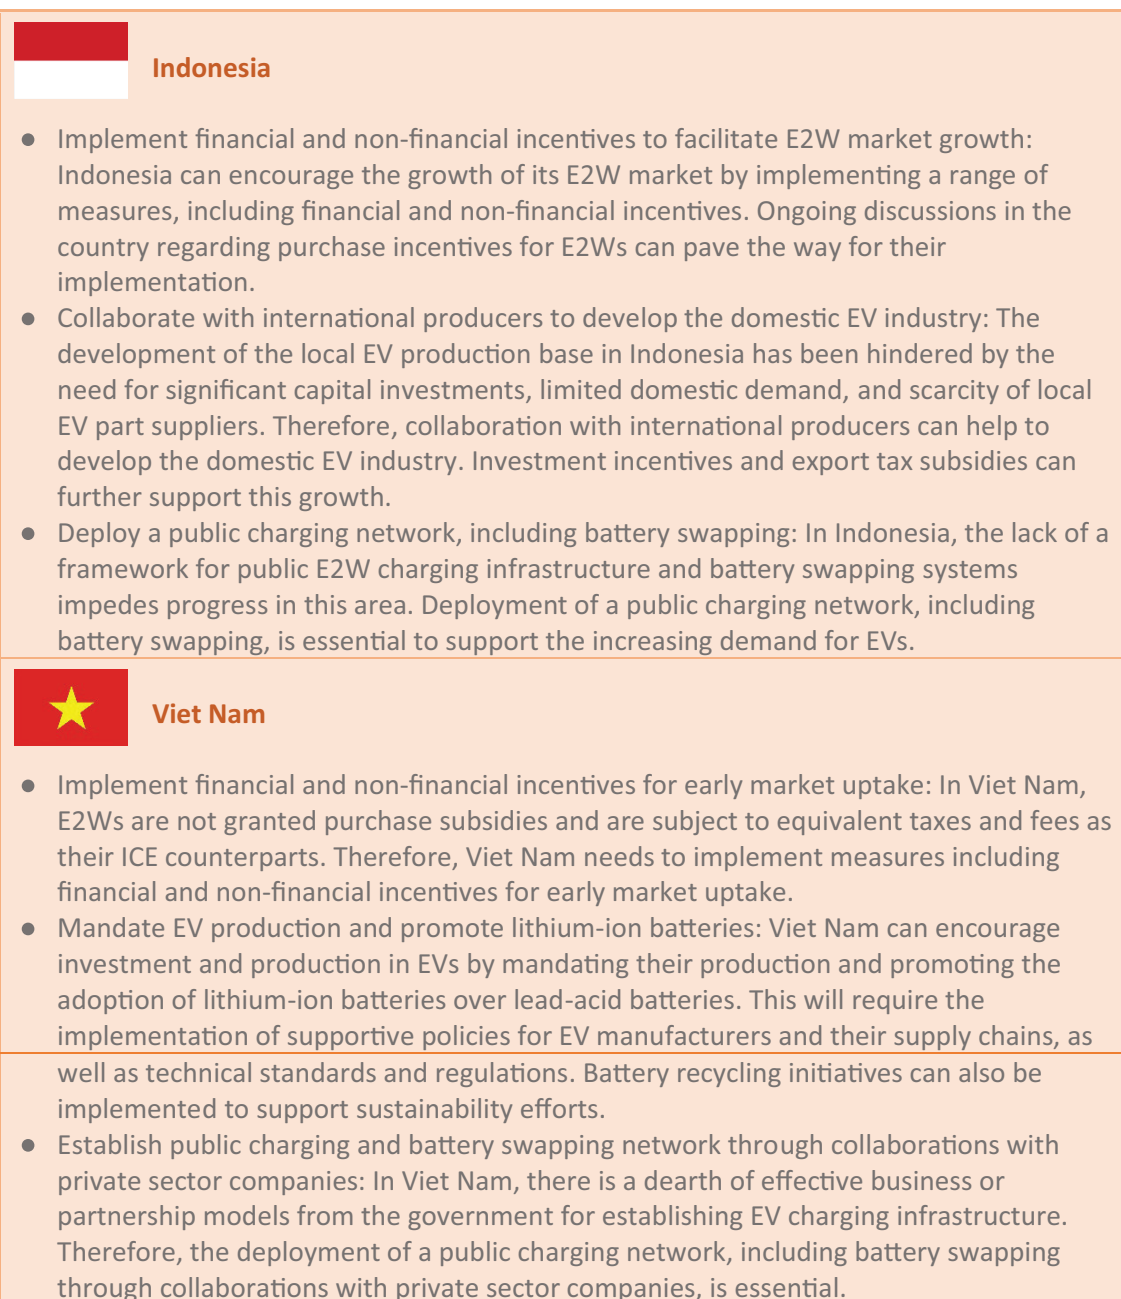 Indonesia
● Implement financial and non-financial incentives to facilitate E2W market growth:
Indonesia can encourage the growth of its E2W market by implementing a range of
measures, including financial and non-financial incentives. Ongoing discussions in the
country regarding purchase incentives for E2Ws can pave the way for their
implementation.
● Collaborate with international producers to develop the domestic EV industry: The
development of the local EV production base in Indonesia has been hindered by the
need for significant capital investments, limited domestic demand, and scarcity of local
EV part suppliers. Therefore, collaboration with international producers can help to
develop the domestic EV industry. Investment incentives and export tax subsidies can
further support this growth.
● Deploy a public charging network, including battery swapping: In Indonesia, the lack of a
framework for public E2W charging infrastructure and battery swapping systems
impedes progress in this area. Deployment of a public charging network, including
battery swapping, is essential to support the increasing demand for EVs.
Viet Nam
● Implement financial and non-financial incentives for early market uptake: In Viet Nam,
E2Ws are not granted purchase subsidies and are subject to equivalent taxes and fees as
their ICE counterparts. Therefore, Viet Nam needs to implement measures including
financial and non-financial incentives for early market uptake.
● Mandate EV production and promote lithium-ion batteries: Viet Nam can encourage
investment and production in EVs by mandating their production and promoting the
adoption of lithium-ion batteries over lead-acid batteries. This will require the
implementation of supportive policies for EV manufacturers and their supply chains, as
well as technical standards and regulations. Battery recycling initiatives can also be
implemented to support sustainability efforts.
● Establish public charging and battery swapping network through collaborations with
private sector companies: In Viet Nam, there is a dearth of effective business or
partnership models from the government for establishing EV charging infrastructure.
Therefore, the deployment of a public charging network, including battery swapping
through collaborations with private sector companies, is essential.